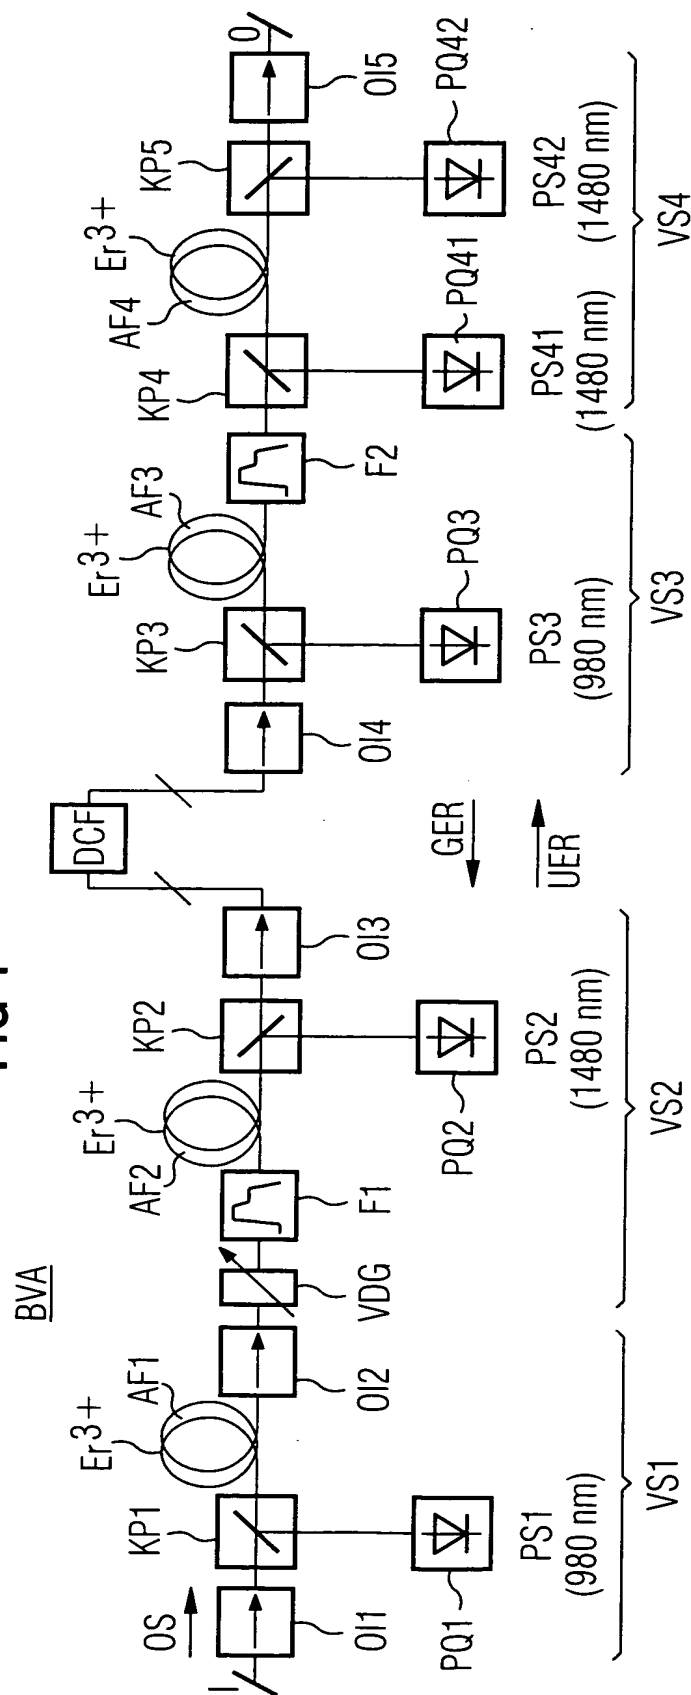 FIG 1
BVA
OS
I
OI1
KP1
Er3+
AF1
OI2
VDG
F1
AF2
Er3+
KP2
OI3
DCF
OI4
KP3
Er3+
AF3
F2
KP4
AF4
Er3+
KP5
OI5
O
PQ1
PQ2
PQ3
PQ41
PQ42
GER
UER
PS1
(980 nm)
PS2
(1480 nm)
PS3
(980 nm)
PS41
(1480 nm)
PS42
(1480 nm)
VS1
VS2
VS3
VS4